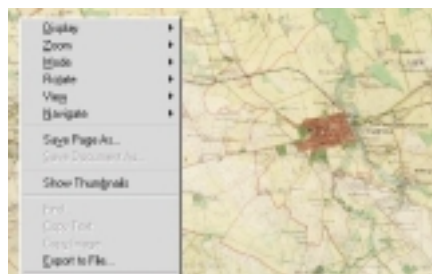 Display
Zoom
Mode
Rotate
View
Navigate
Save Page As...
Save Document As...
Show Thumbnails
Find...
Copy Text
Copy Image
Export to File...